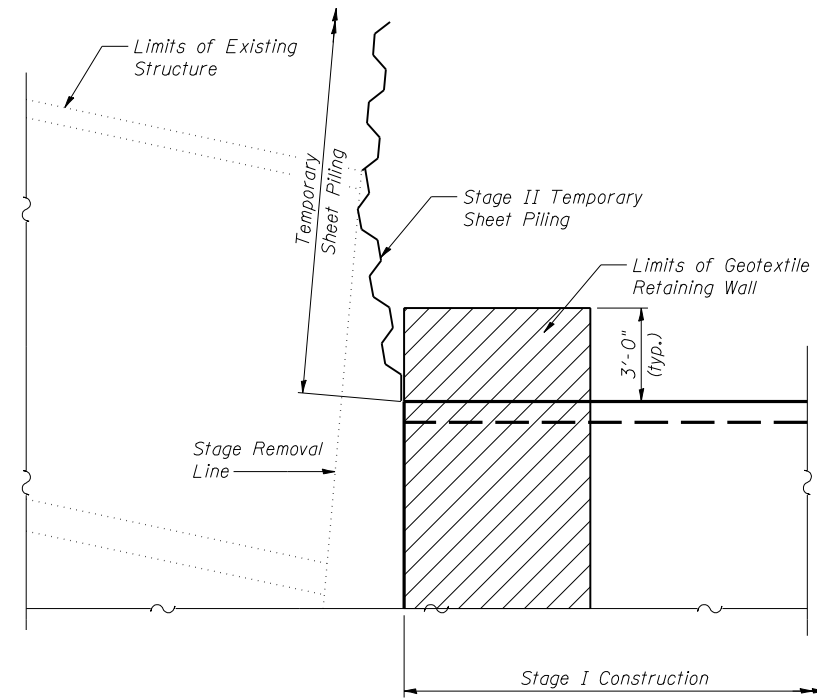 Limits of Existing
Structure
Temporary
Sheet Piling
Stage II Temporary
Sheet Piling
Limits of Geotextile
Retaining Wall
3'-0"
(typ.)
Stage Removal
Line
Stage I Construction